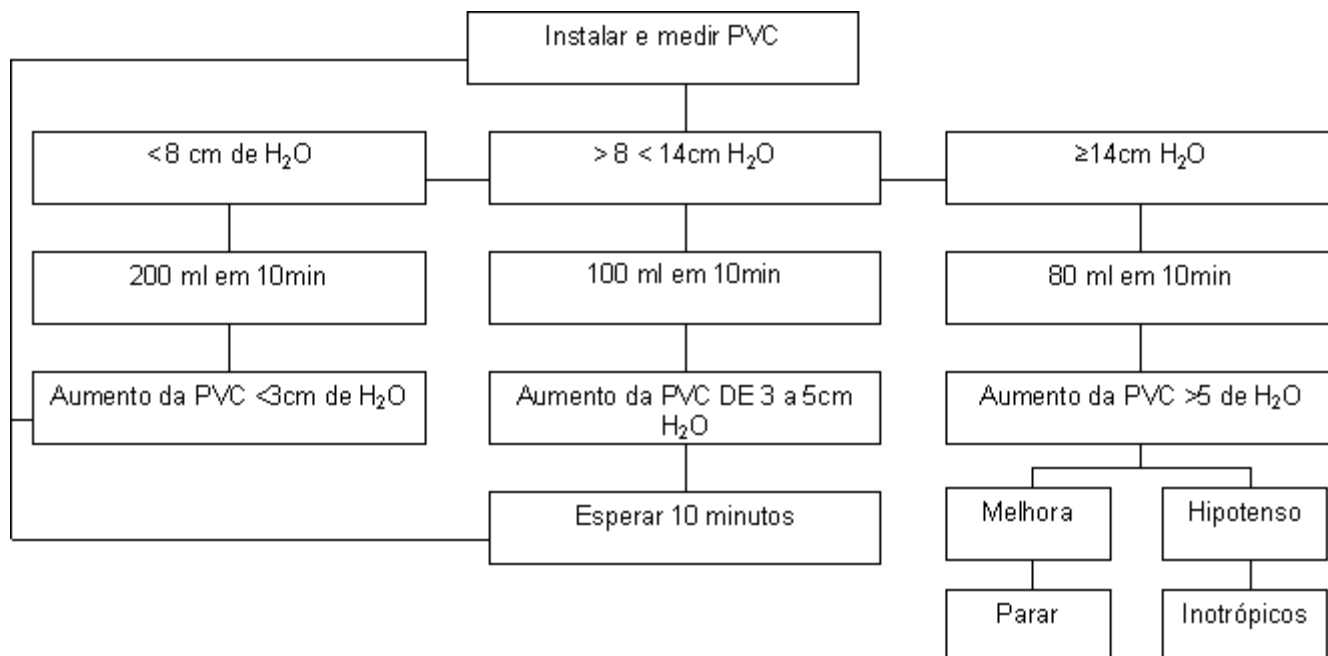 Instalar e medir PVC
<8 cm de H₂O
> 8 < 14cm H₂O
≥14cm H₂O
200 ml em 10min
100 ml em 10min
80 ml em 10min
Aumento da PVC <3cm de H₂O
Aumento da PVC DE 3 a 5cm
H₂O
Aumento da PVC >5 de H₂O
Esperar 10 minutos
Melhora
Hipotenso
Parar
Inotrópicos